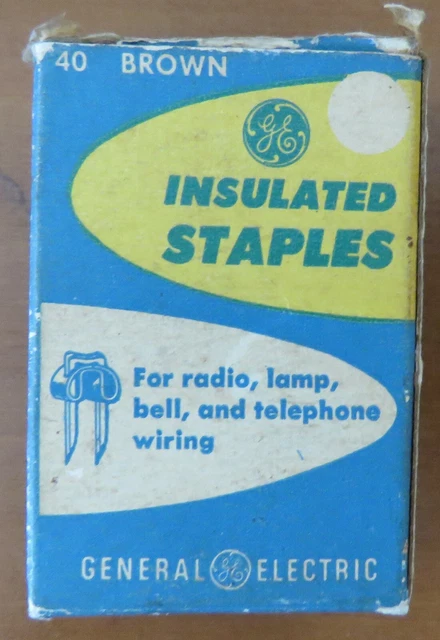 40 BROWN
GE
INSULATED
STAPLES
For radio, lamp,
bell, and telephone
wiring
GENERAL GE ELECTRIC